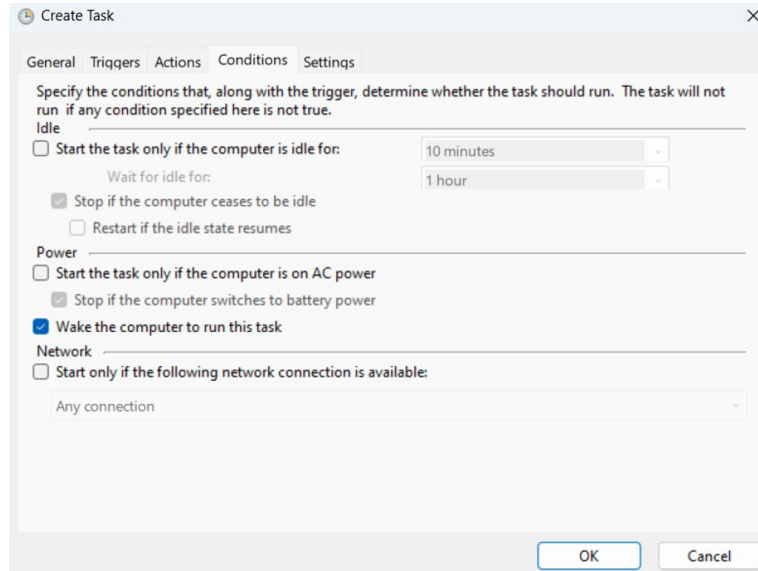 Create Task
General Triggers Actions Conditions Settings
Specify the conditions that, along with the trigger, determine whether the task should run. The task will not
run if any condition specified here is not true.
Idle
Start the task only if the computer is idle for: 10 minutes
Wait for idle for: 1 hour
Stop if the computer ceases to be idle
Restart if the idle state resumes
Power
Start the task only if the computer is on AC power
Stop if the computer switches to battery power
Wake the computer to run this task
Network
Start only if the following network connection is available:
Any connection
OK Cancel